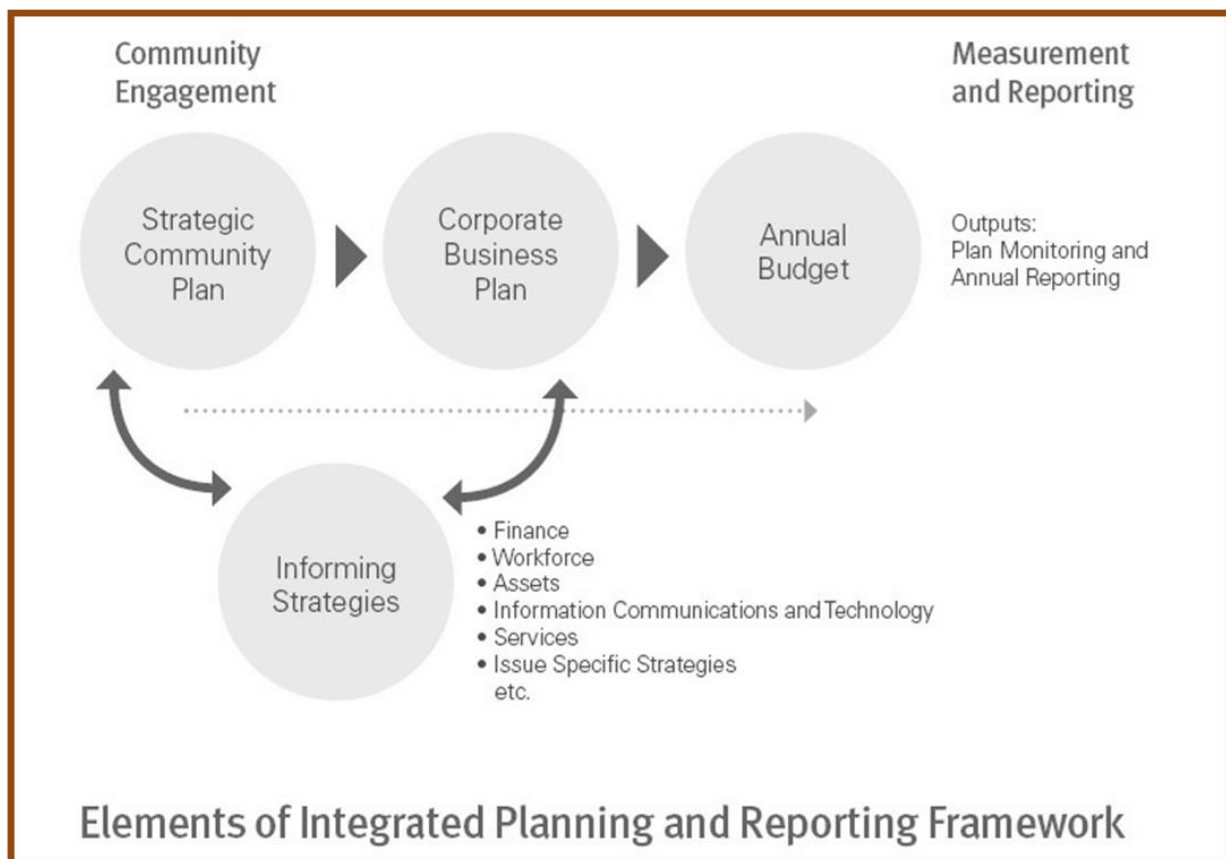 Community
Engagement
Measurement
and Reporting
Strategic
Community
Plan
Corporate
Business
Plan
Annual
Budget
Outputs:
Plan Monitoring and
Annual Reporting
Informing
Strategies
• Finance
• Workforce
• Assets
• Information Communications and Technology
• Services
• Issue Specific Strategies
etc.
Elements of Integrated Planning and Reporting Framework